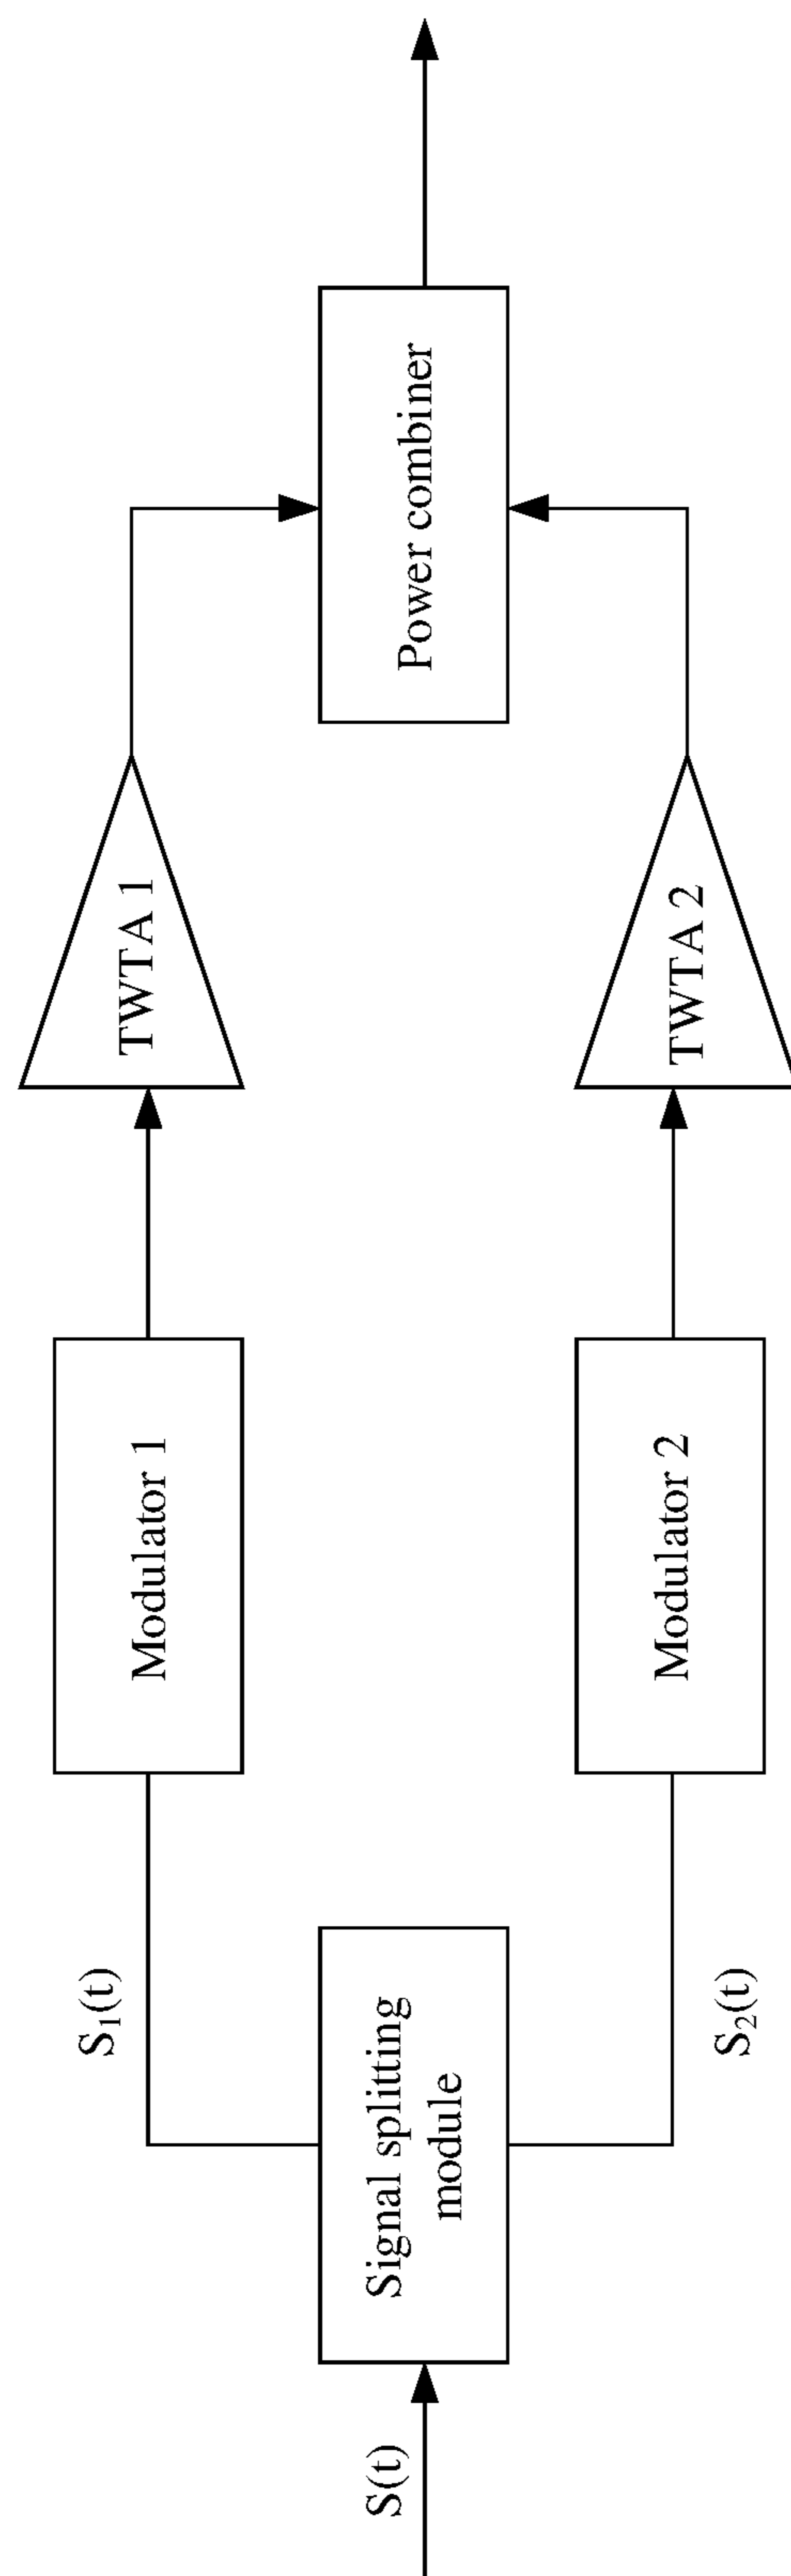 S(t)
Signal splitting
module
S₁(t)
S₂(t)
Modulator 1
Modulator 2
TWTA 1
TWTA 2
Power combiner